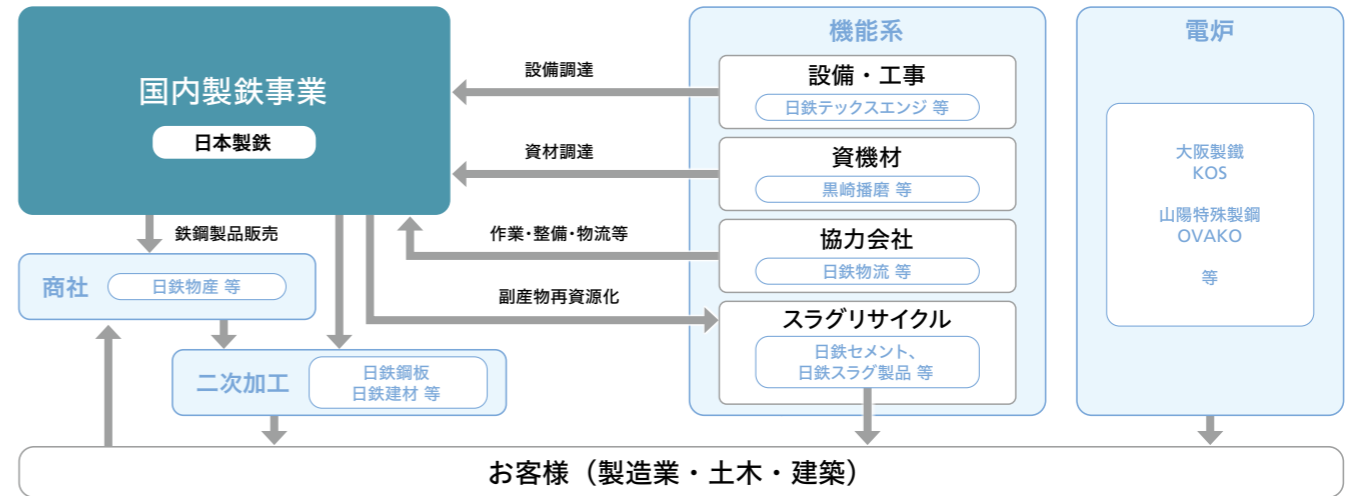 国内製鉄事業
日本製鉄
鉄鋼製品販売
商社
日鉄物産 等
二次加工
日鉄鋼板
日鉄建材 等
設備調達
資材調達
作業・整備・物流等
副産物再資源化
機能系
設備・工事
日鉄テックスエンジ 等
資機材
黒崎播磨 等
協力会社
日鉄物流 等
スラグリサイクル
日鉄セメント、
日鉄スラグ製品 等
電炉
大阪製鐵
KOS
山陽特殊製鋼
OVAKO
等
お客様（製造業・土木・建築）